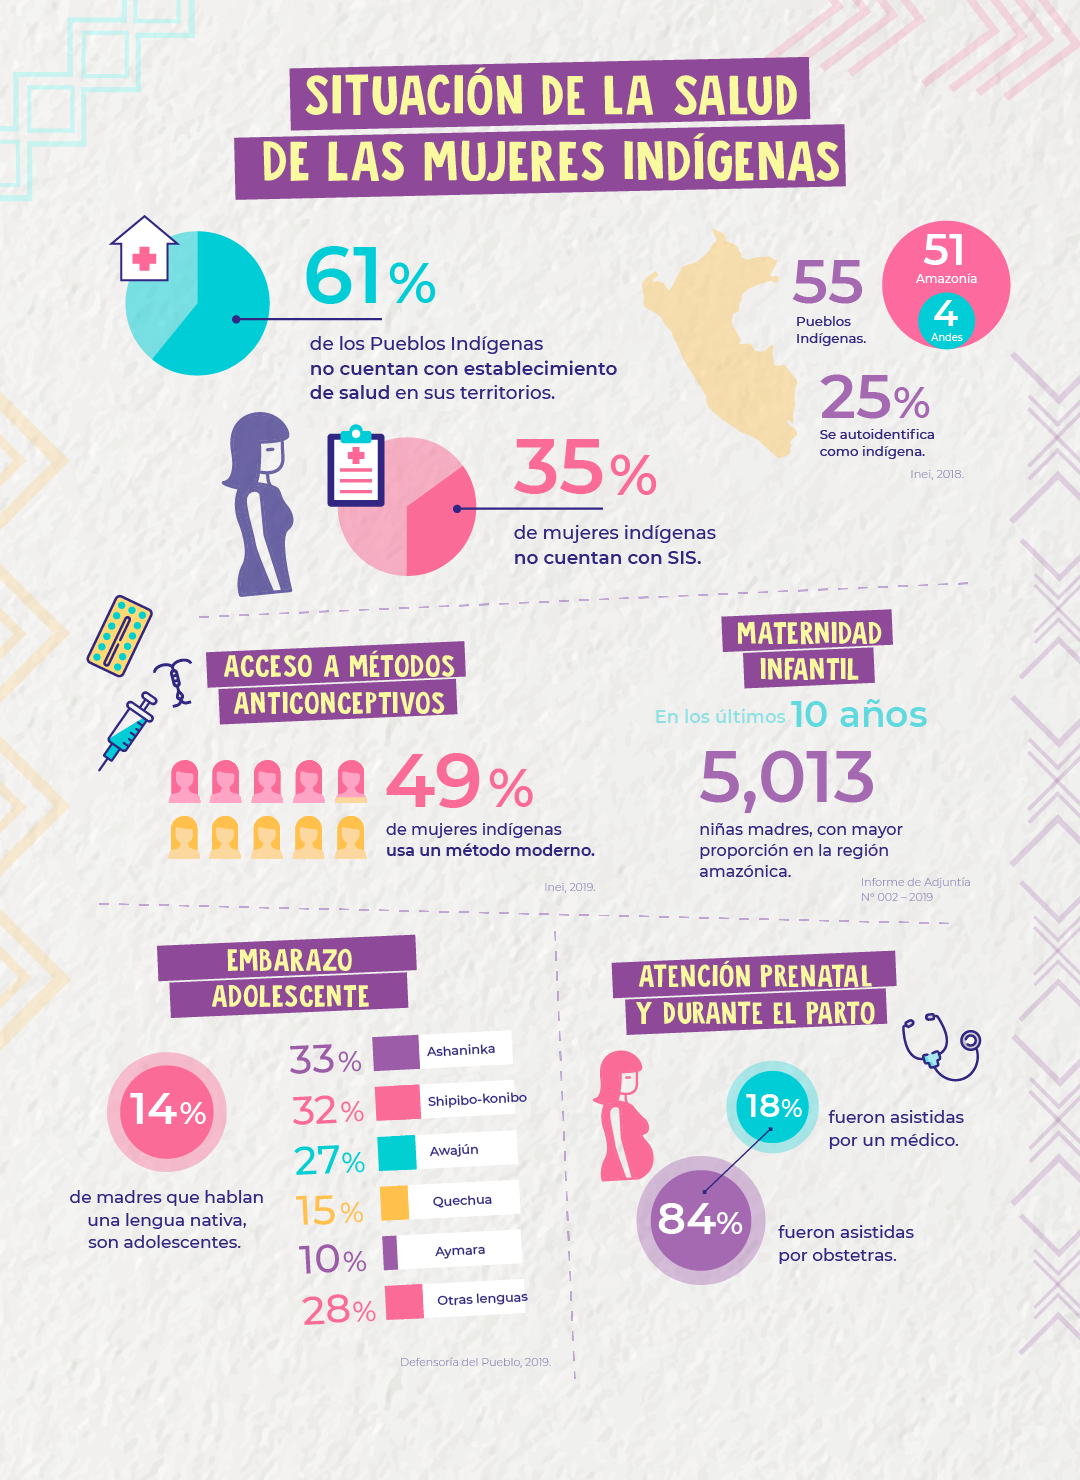 SITUACIÓN DE LA SALUD
DE LAS MUJERES INDÍGENAS
61%
de los Pueblos Indígenas
no cuentan con establecimiento
de salud en sus territorios.
55
Pueblos
Indígenas.
51
Amazonía
4
Andes
25%
Se autoidentifica
como indígena.
Inei, 2018.
35%
de mujeres indígenas
no cuentan con SIS.
ACCESO A MÉTODOS
ANTICONCEPTIVOS
49%
de mujeres indígenas
usa un método moderno.
Inei, 2019.
MATERNIDAD
INFANTIL
En los últimos 10 años
5,013
niñas madres, con mayor
proporción en la región
amazónica.
Informe de Adjuntía
N° 002 – 2019
EMBARAZO
ADOLESCENTE
14%
de madres que hablan
una lengua nativa,
son adolescentes.
33% Ashaninka
32% Shipibo-konibo
27% Awajún
15% Quechua
10% Aymara
28% Otras lenguas
Defensoría del Pueblo, 2019.
ATENCIÓN PRENATAL
Y DURANTE EL PARTO
18%
fueron asistidas
por un médico.
84%
fueron asistidas
por obstetras.